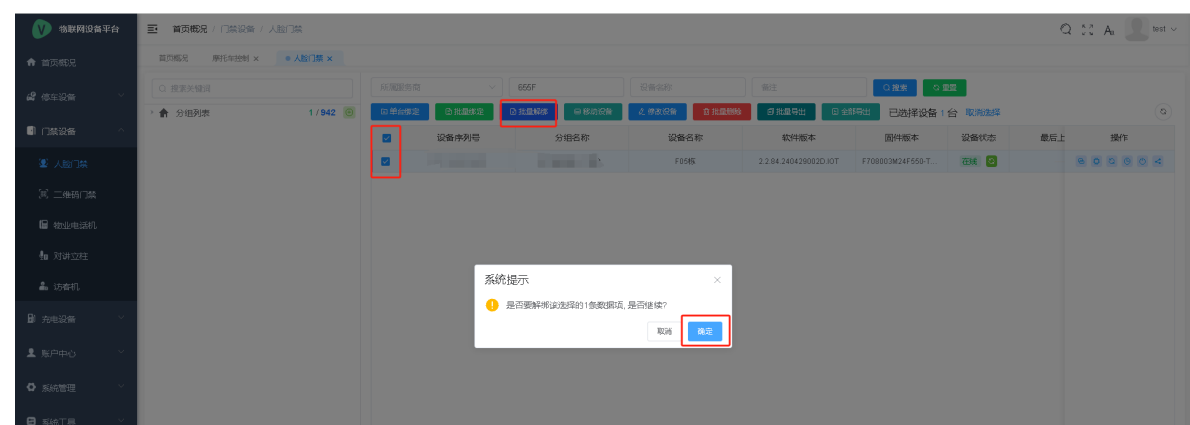 物联网设备平台
首页概况 / 门禁设备 / 人脸门禁
test
首页概况
首页概况 摩托车控制 × 人脸门禁 ×
停车设备
搜索关键词
所属服务商 656F 设备名称 备注 搜索 重置
分组列表 1 / 942
单台绑定 批量绑定 批量解绑 移动设备 修改设备 批量删除 批量导出 全部导出 已选择设备 1 台 取消选择
门禁设备
设备序列号 分组名称 设备名称 软件版本 固件版本 设备状态 最后上 操作
人脸门禁
F05栋 2.2.84.240429002D.IOT F709003M24F550-T... 在线
二维码门禁
物业电话机
对讲立柱
访客机
系统提示 ×
是否要解绑该选择的1条数据项, 是否继续?
取消 确定
充电设备
账户中心
系统管理
系统工具